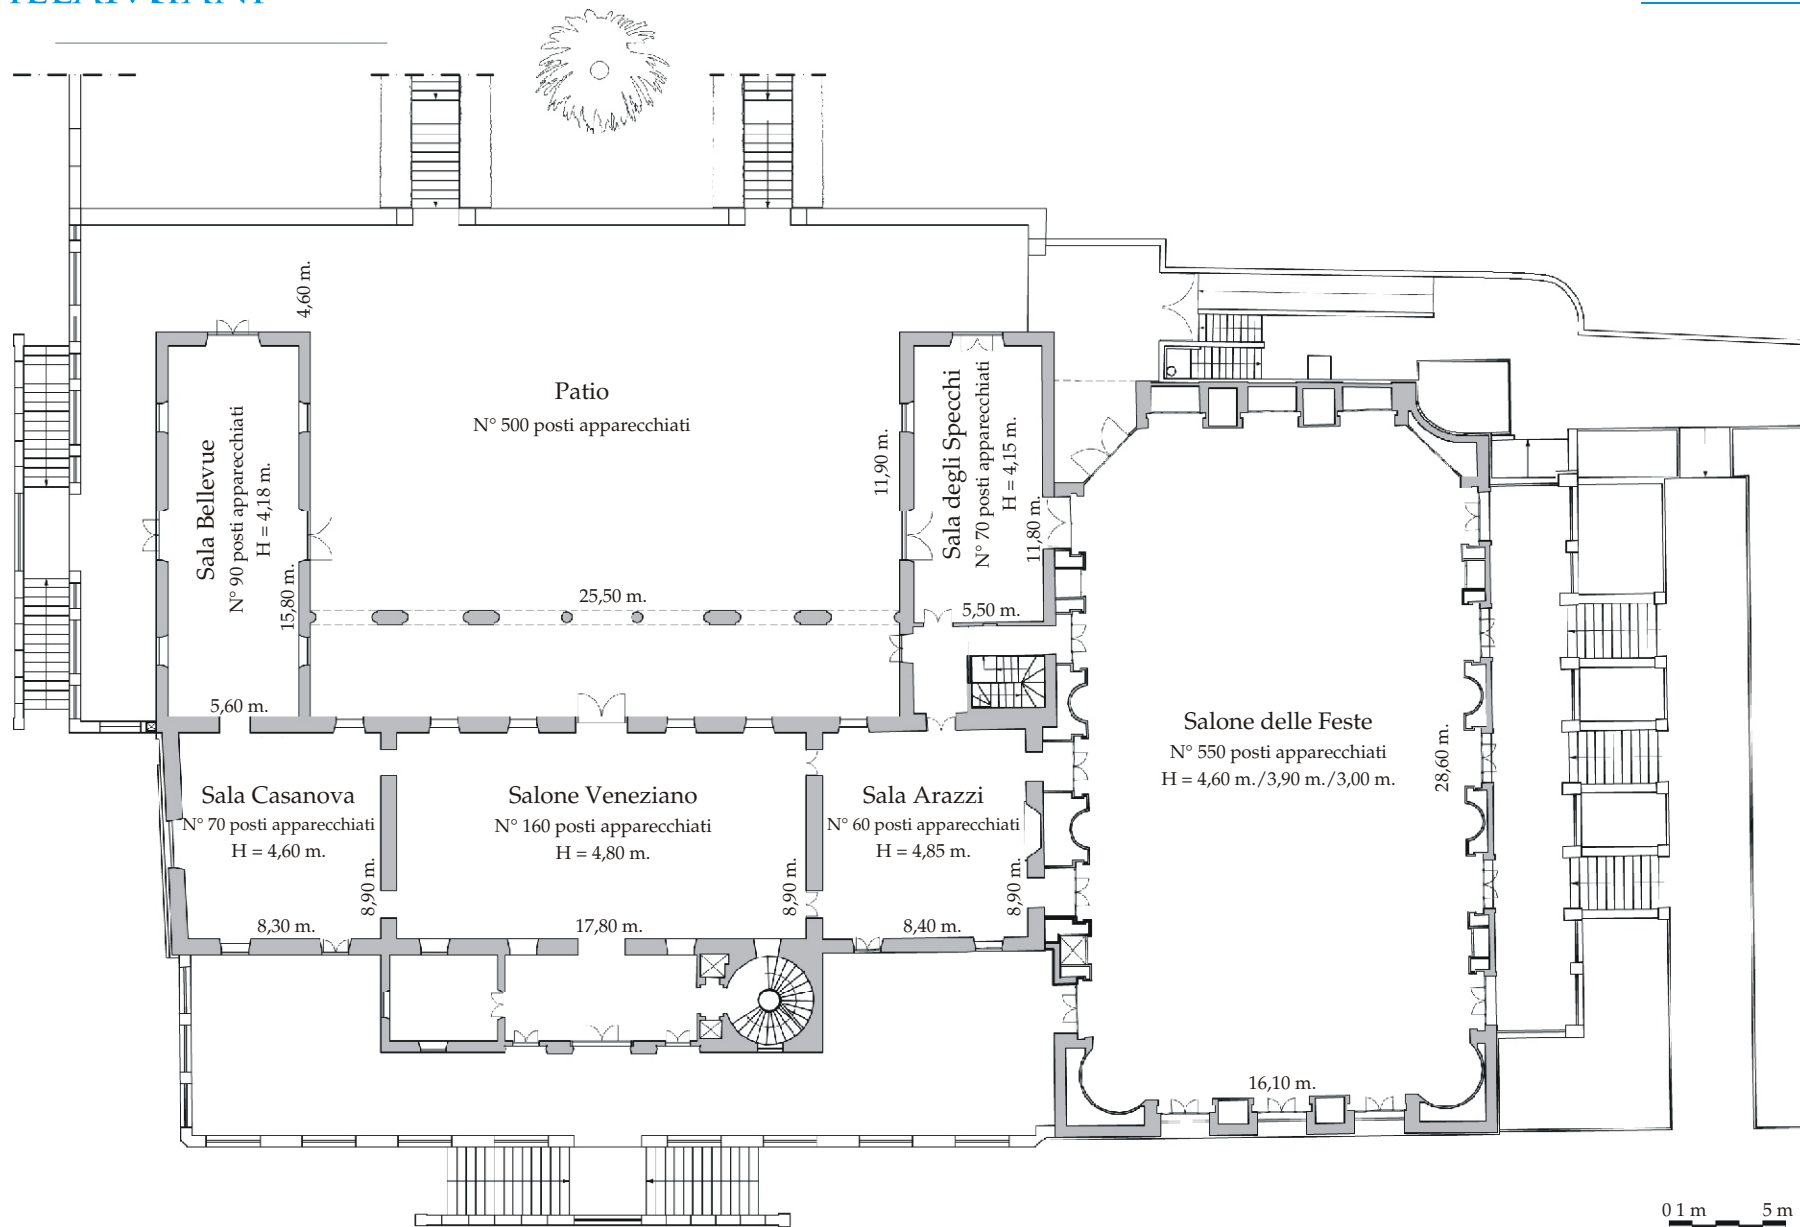 4,60 m.
Patio
N° 500 posti apparecchiati
11,90 m.
25,50 m.
Sala Bellevue
N° 90 posti apparecchiati
H = 4,18 m.
15,80 m.
5,60 m.
Sala degli Specchi
N° 70 posti apparecchiati
H = 4,15 m.
11,80 m.
5,50 m.
Sala Casanova
N° 70 posti apparecchiati
H = 4,60 m.
8,90 m.
8,30 m.
Salone Veneziano
N° 160 posti apparecchiati
H = 4,80 m.
8,90 m.
17,80 m.
Sala Arazzi
N° 60 posti apparecchiati
H = 4,85 m.
8,90 m.
8,40 m.
Salone delle Feste
N° 550 posti apparecchiati
H = 4,60 m./3,90 m./3,00 m.
28,60 m.
16,10 m.
0 1 m 5 m